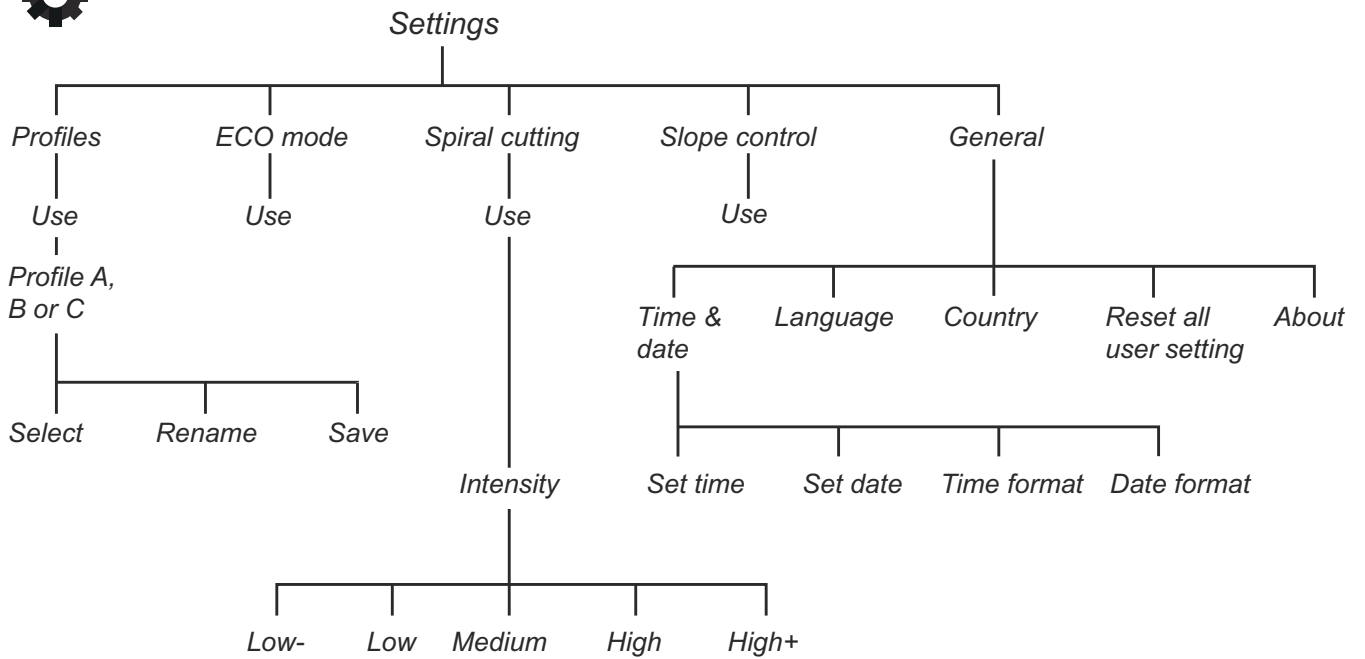 Settings
Profiles
ECO mode
Spiral cutting
Slope control
General
Use
Use
Use
Use
Profile A,
B or C
Time &
date
Language
Country
Reset all
user setting
About
Select
Rename
Save
Intensity
Set time
Set date
Time format
Date format
Low-
Low
Medium
High
High+